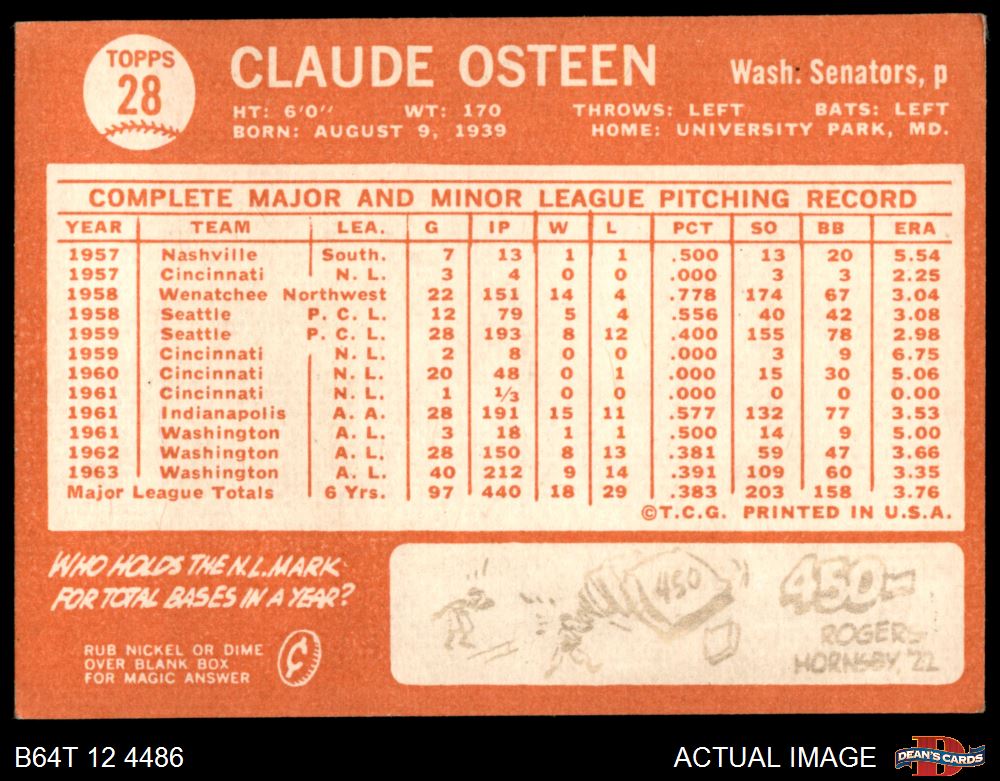 TOPPS
28
CLAUDE OSTEEN
Wash: Senators, p
HT: 6'0" WT: 170 THROWS: LEFT BATS: LEFT
BORN: AUGUST 9, 1939 HOME: UNIVERSITY PARK, MD.
COMPLETE MAJOR AND MINOR LEAGUE PITCHING RECORD
YEAR TEAM LEA. G IP W L PCT SO BB ERA
1957 Nashville South. 7 13 1 1 .500 13 20 5.54
1957 Cincinnati N. L. 3 4 0 0 .000 3 3 2.25
1958 Wenatchee Northwest 22 151 14 4 .778 174 67 3.04
1958 Seattle P. C. L. 12 79 5 4 .556 40 42 3.08
1959 Seattle P. C. L. 28 193 8 12 .400 155 78 2.98
1959 Cincinnati N. L. 2 8 0 0 .000 3 9 6.75
1960 Cincinnati N. L. 20 48 0 1 .000 15 30 5.06
1961 Cincinnati N. L. 1 1/3 0 0 .000 0 0 0.00
1961 Indianapolis A. A. 28 191 15 11 .577 132 77 3.53
1961 Washington A. L. 3 18 1 1 .500 14 9 5.00
1962 Washington A. L. 28 150 8 13 .381 59 47 3.66
1963 Washington A. L. 40 212 9 14 .391 109 60 3.35
Major League Totals 6 Yrs. 97 440 18 29 .383 203 158 3.76
©T.C.G. PRINTED IN U.S.A.
WHO HOLDS THE N.L. MARK
FOR TOTAL BASES IN A YEAR?
RUB NICKEL OR DIME
OVER BLANK BOX
FOR MAGIC ANSWER
¢
450
450-
ROGERS
HORNSBY, '22
B64T 12 4486
ACTUAL IMAGE
D
DEAN'S CARDS